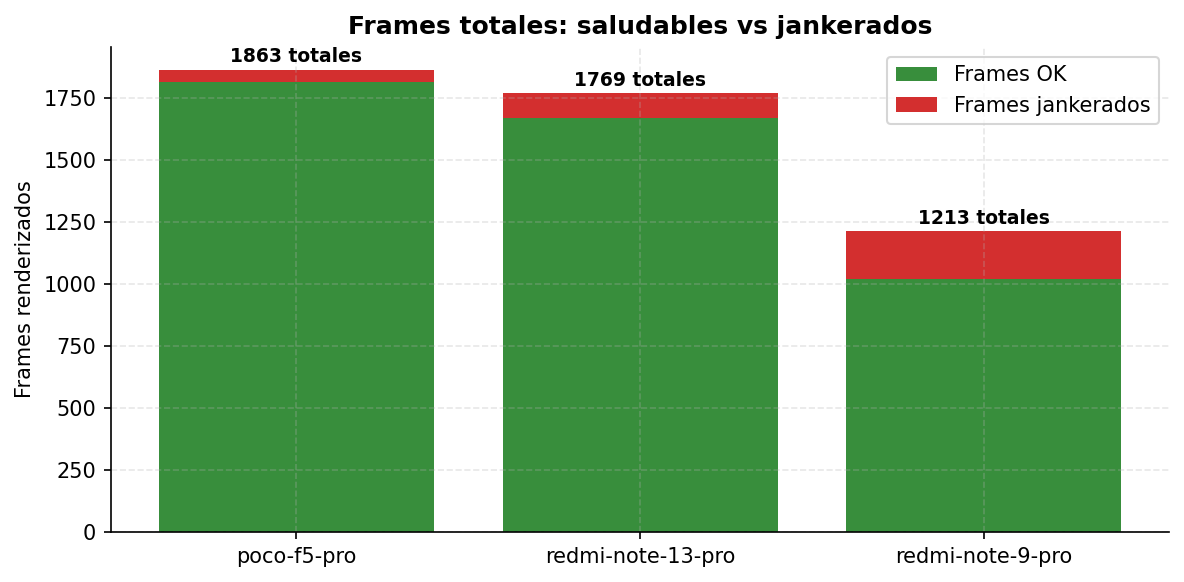 Frames totales: saludables vs jankerados
1863 totales
1769 totales
1213 totales
Frames OK
Frames jankerados
Frames renderizados
1750
1500
1250
1000
750
500
250
0
poco-f5-pro
redmi-note-13-pro
redmi-note-9-pro